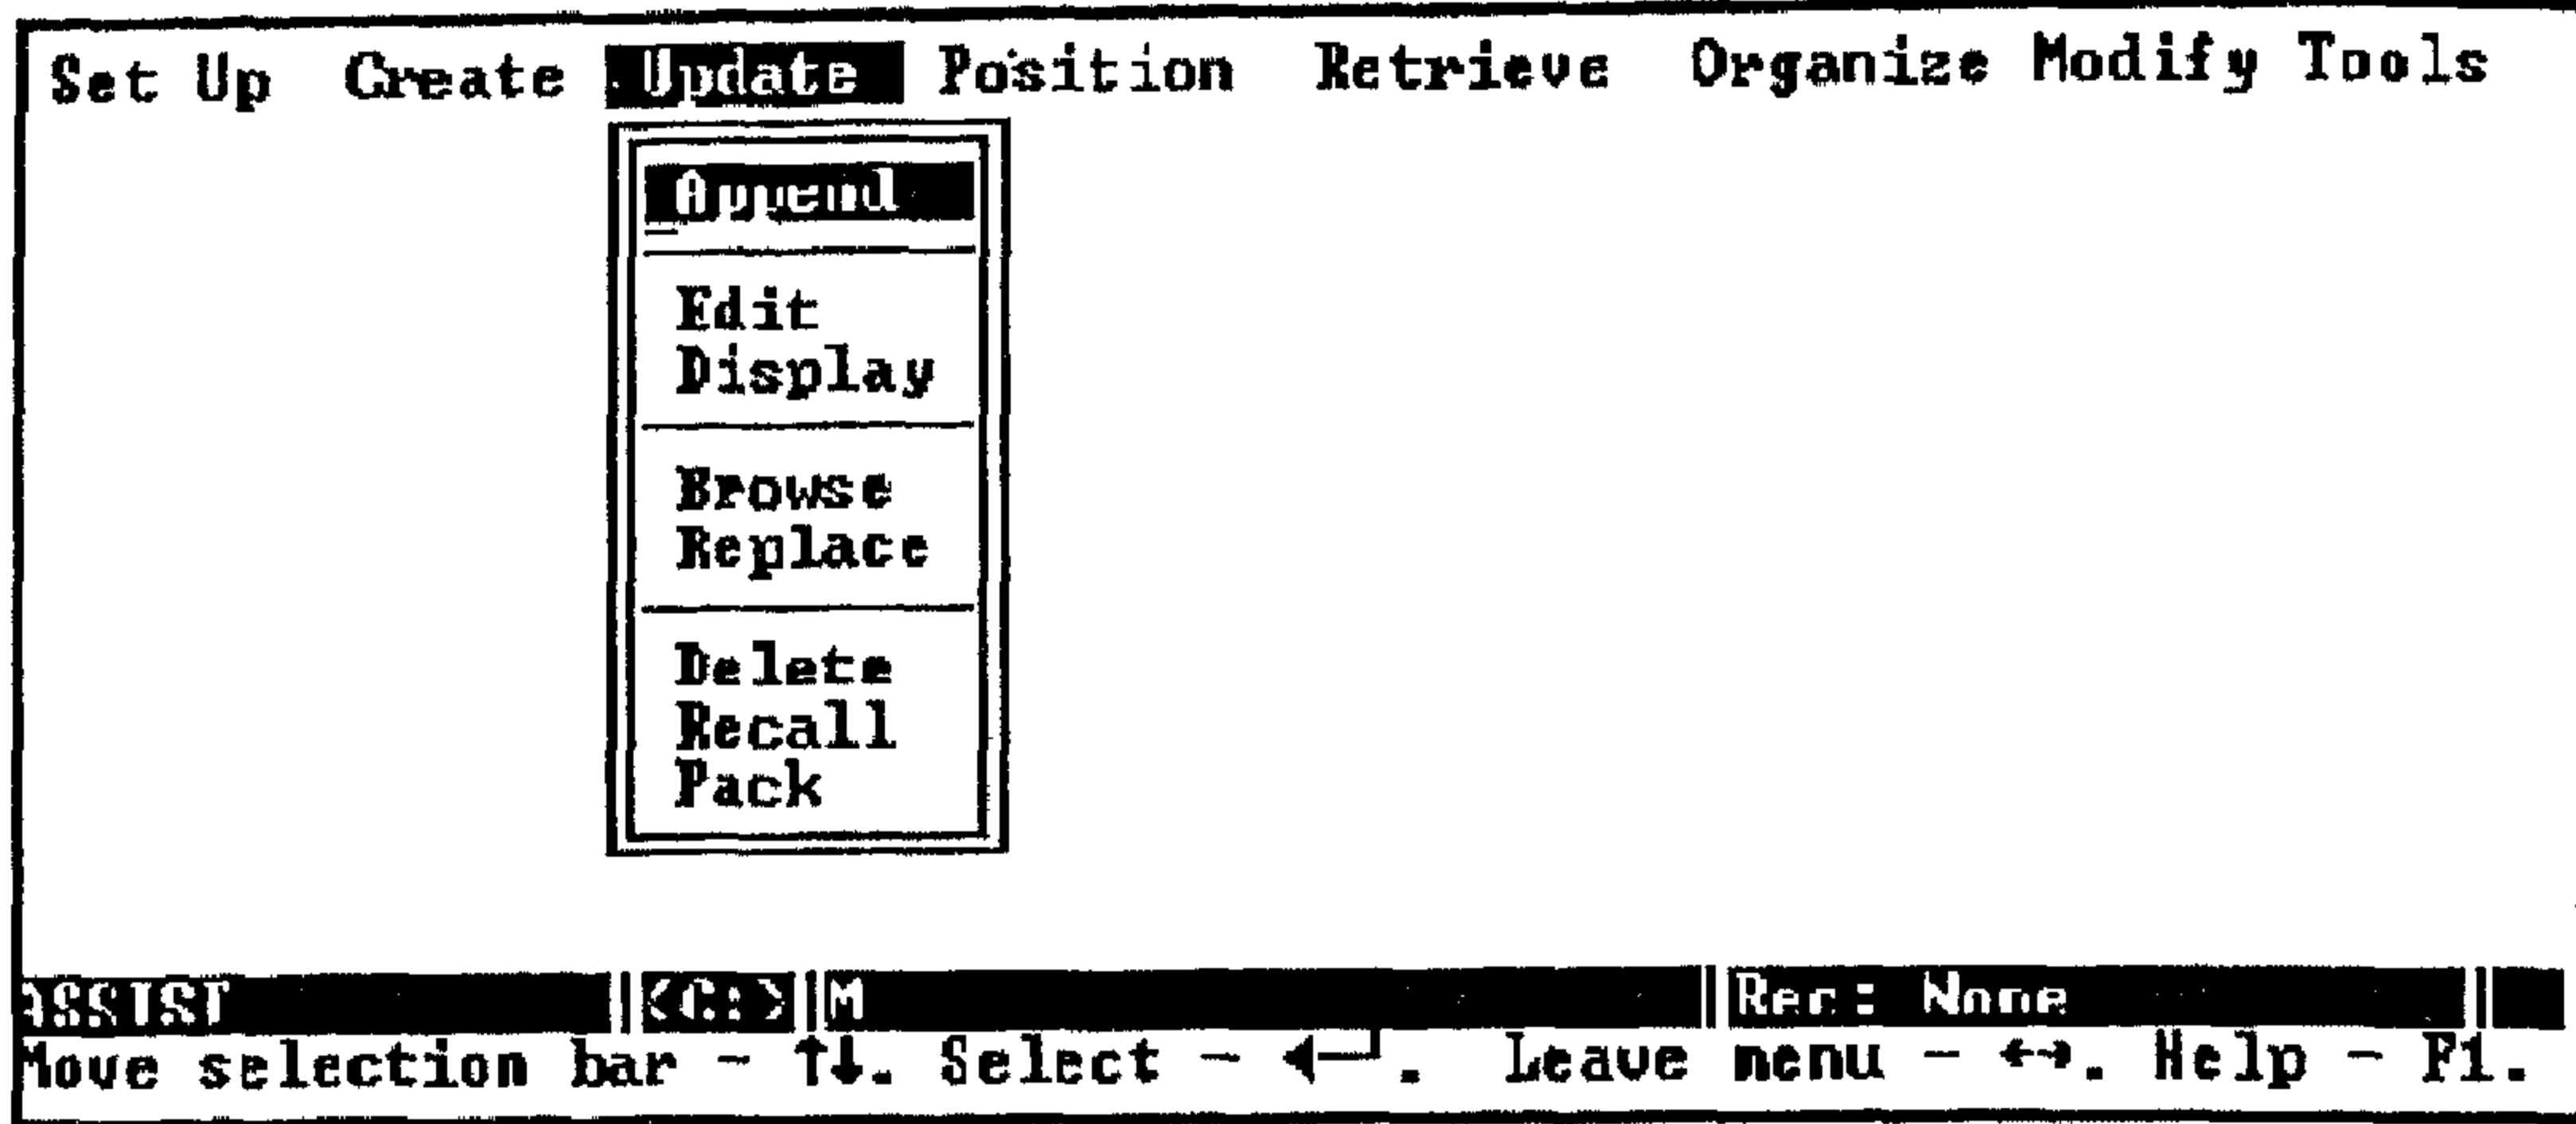 Set Up Create Update Position Retrieve Organize Modify Tools
Append
Edit
Display
Browse
Replace
Delete
Recall
Pack
ASSIST <C:> M Rec: None
Move selection bar - ↑↓. Select - ◄─┘. Leave menu - ←→. Help - F1.